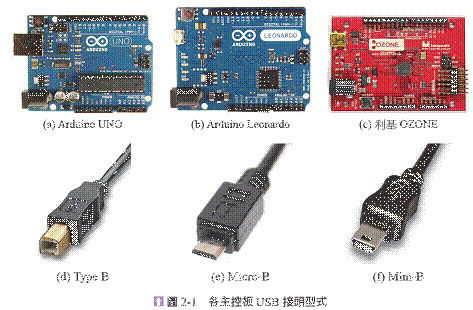 UNO
ARDUINO
LEONARDO
ARDUINO
OZONE
(a) Arduino UNO
(b) Arduino Leonardo
(c) 利基 OZONE
(d) Type B
(e) Micro-B
(f) Mini-B
圖 2-1 各主控板 USB 接頭型式